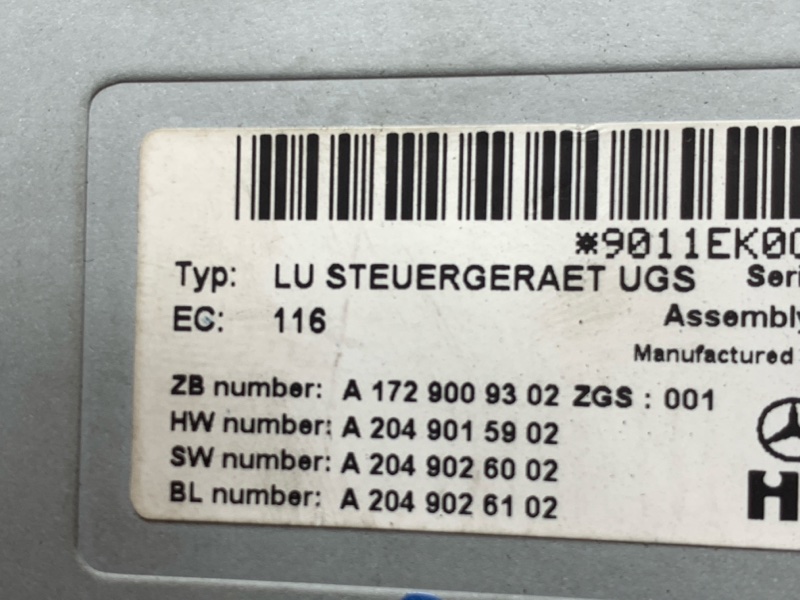 *9011EK00
Typ: LU STEUERGERAET UGS Seri
EC: 116 Assembly
Manufactured
ZB number: A 172 900 93 02 ZGS : 001
HW number: A 204 901 59 02
SW number: A 204 902 60 02
BL number: A 204 902 61 02
H